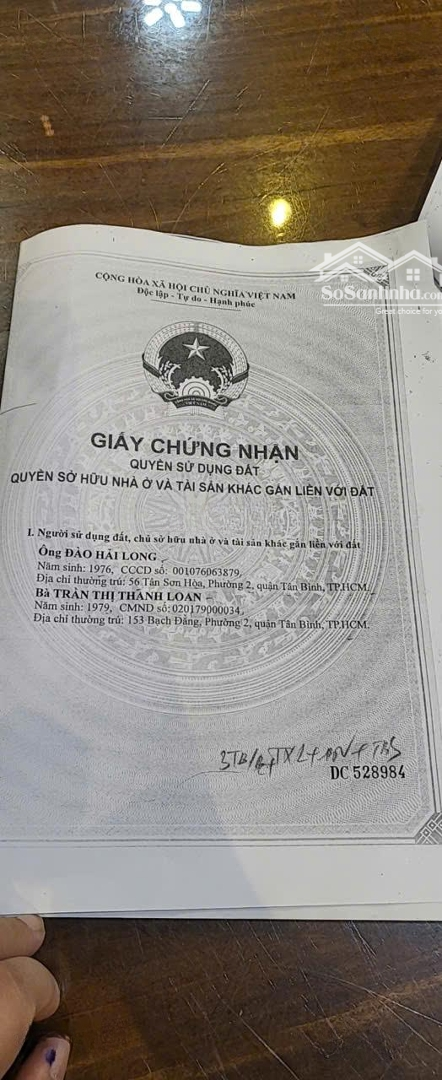 CỘNG HÒA XÃ HỘI CHỦ NGHĨA VIỆT NAM
Độc lập - Tự do - Hạnh phúc
SoSanNha.com
Great choice for you
GIẤY CHỨNG NHẬN
QUYỀN SỬ DỤNG ĐẤT
QUYỀN SỞ HỮU NHÀ Ở VÀ TÀI SẢN KHÁC GẮN LIỀN VỚI ĐẤT
I. Người sử dụng đất, chủ sở hữu nhà ở và tài sản khác gắn liền với đất
Ông ĐÀO HẢI LONG
Năm sinh: 1976, CCCD số: 001076063879,
Địa chỉ thường trú: 56 Tân Sơn Hòa, Phường 2, quận Tân Bình, TP.HCM.
Bà TRẦN THỊ THANH LOAN
Năm sinh: 1979, CMND số: 020179000034,
Địa chỉ thường trú: 153 Bạch Đằng, Phường 2, quận Tân Bình, TP.HCM.
DC 528984